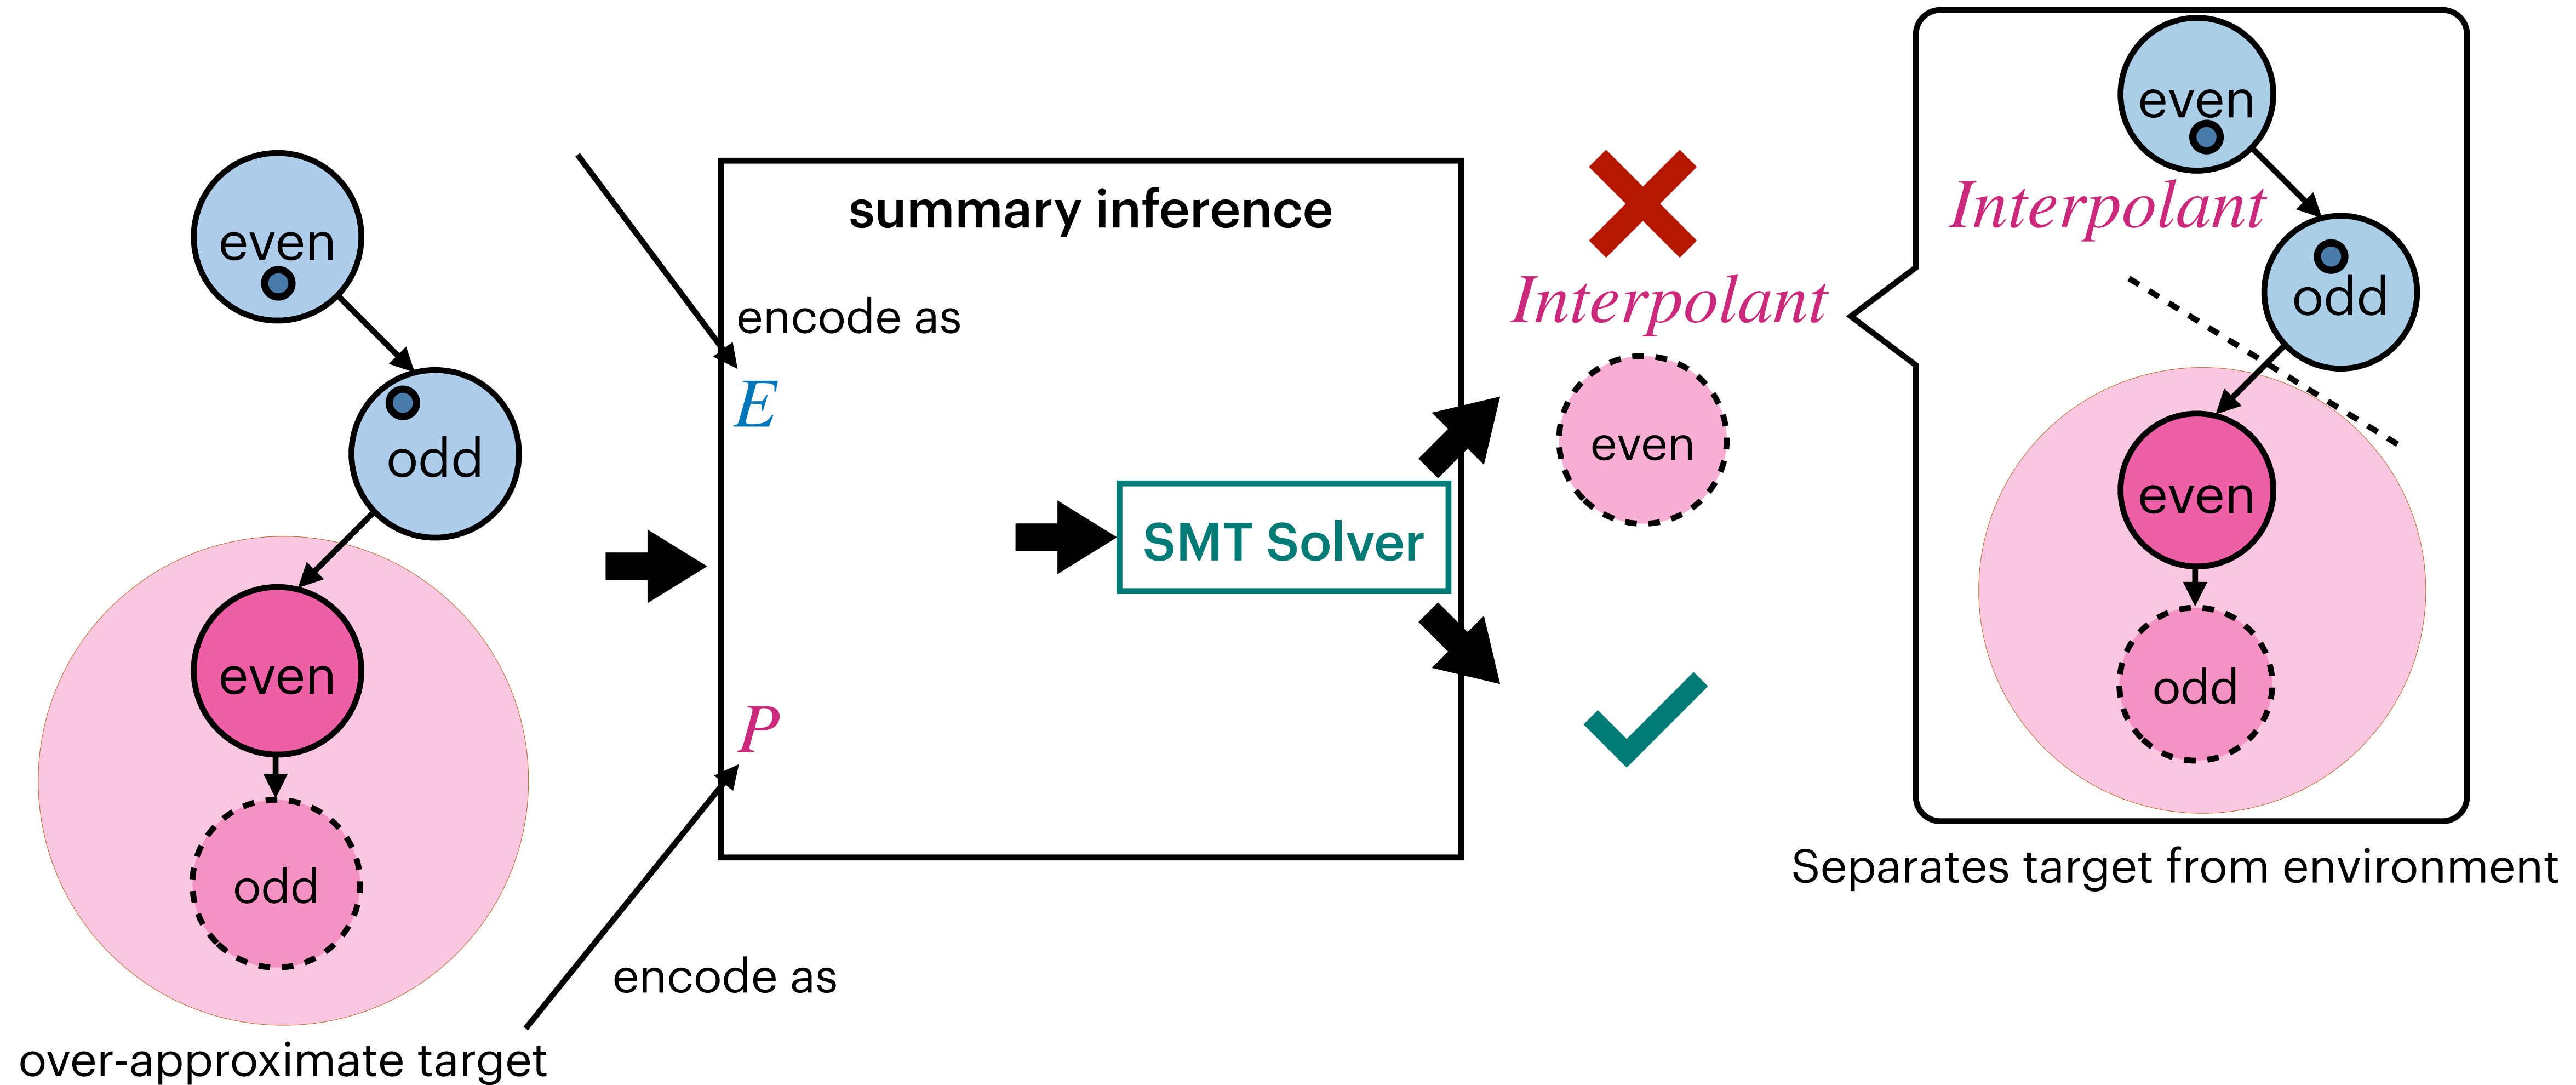 even
odd
even
odd
over-approximate target
summary inference
encode as
E
P
encode as
SMT Solver
Interpolant
even
even
Interpolant
odd
even
odd
Separates target from environment